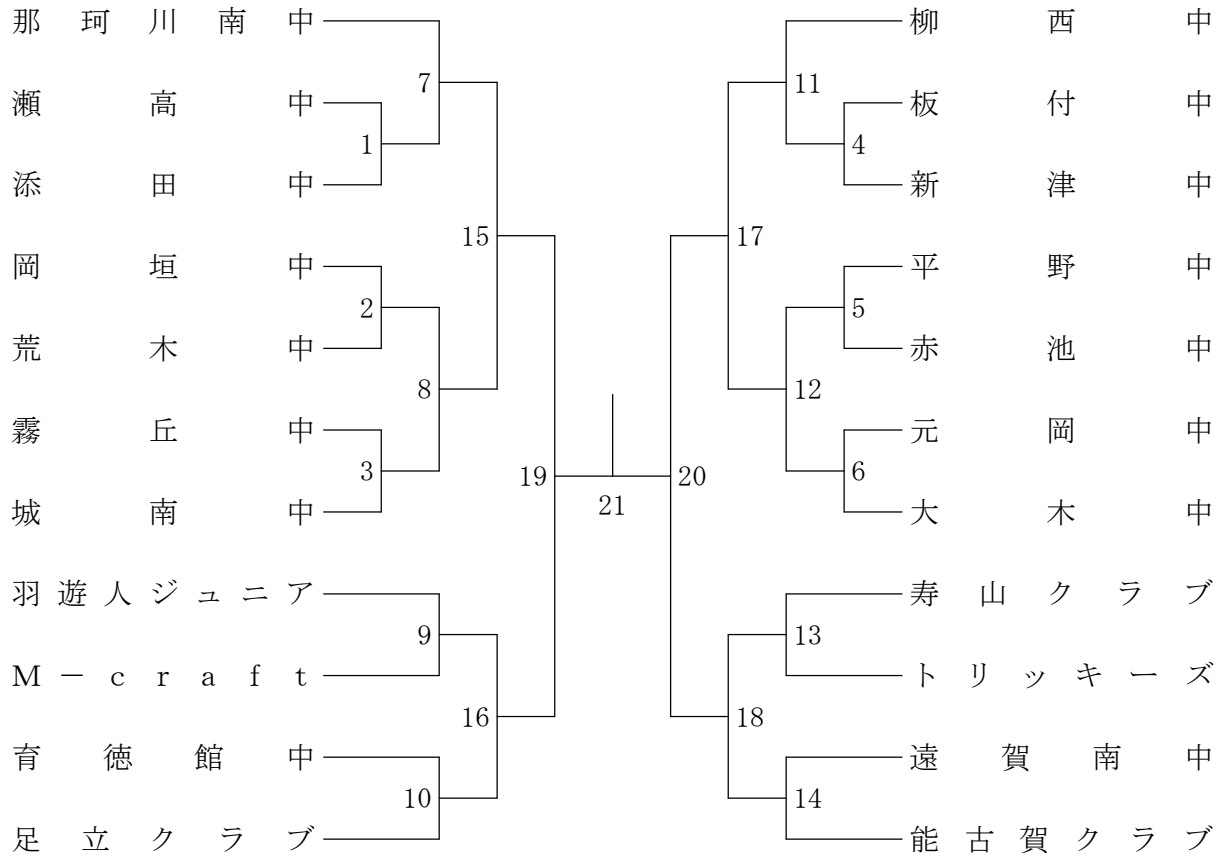 那珂川南中
7
瀬高中
1
添田中
15
岡垣中
2
荒木中
8
霧丘中
3
城南中
19
羽遊人ジュニア
9
M－craft
16
育徳館中
10
足立クラブ
21
柳西中
11
板付中
4
新津中
17
平野中
5
赤池中
12
元岡中
6
大木中
20
寿山クラブ
13
トリッキーズ
18
遠賀南中
14
能古賀クラブ